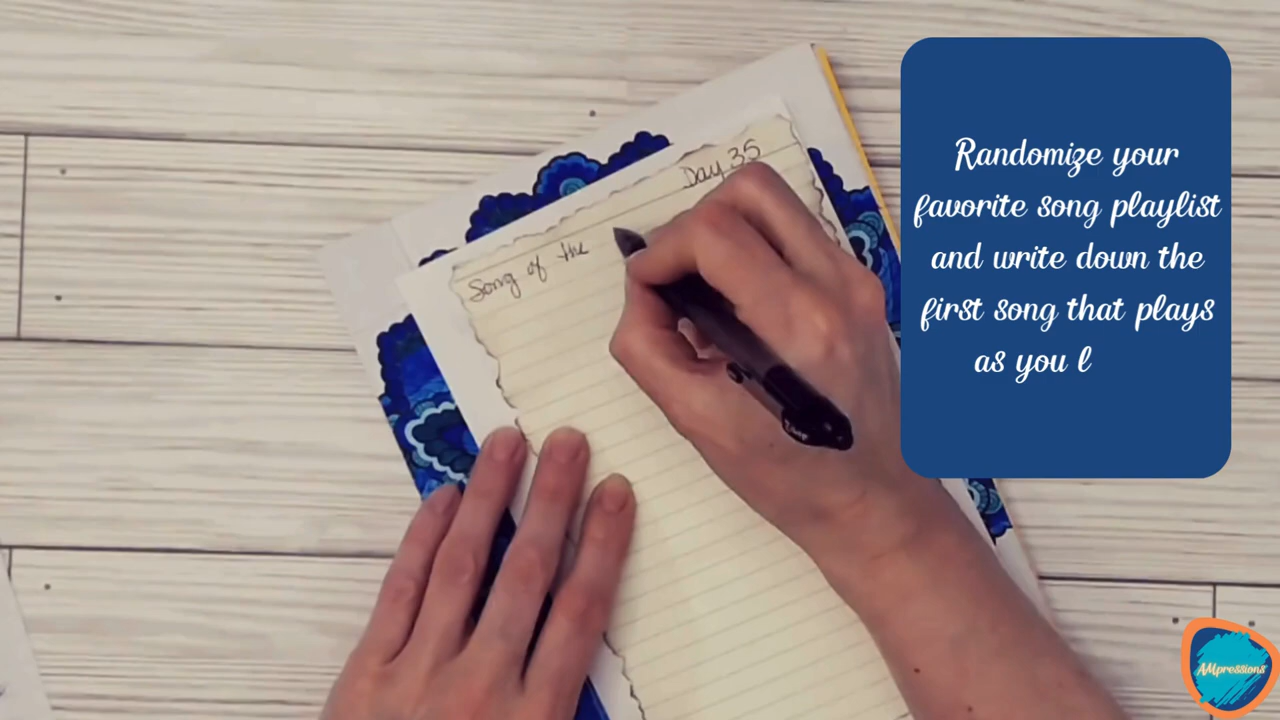 Day 35
Song of the
Randomize your
favorite song playlist
and write down the
first song that plays
as you l
AMpressions